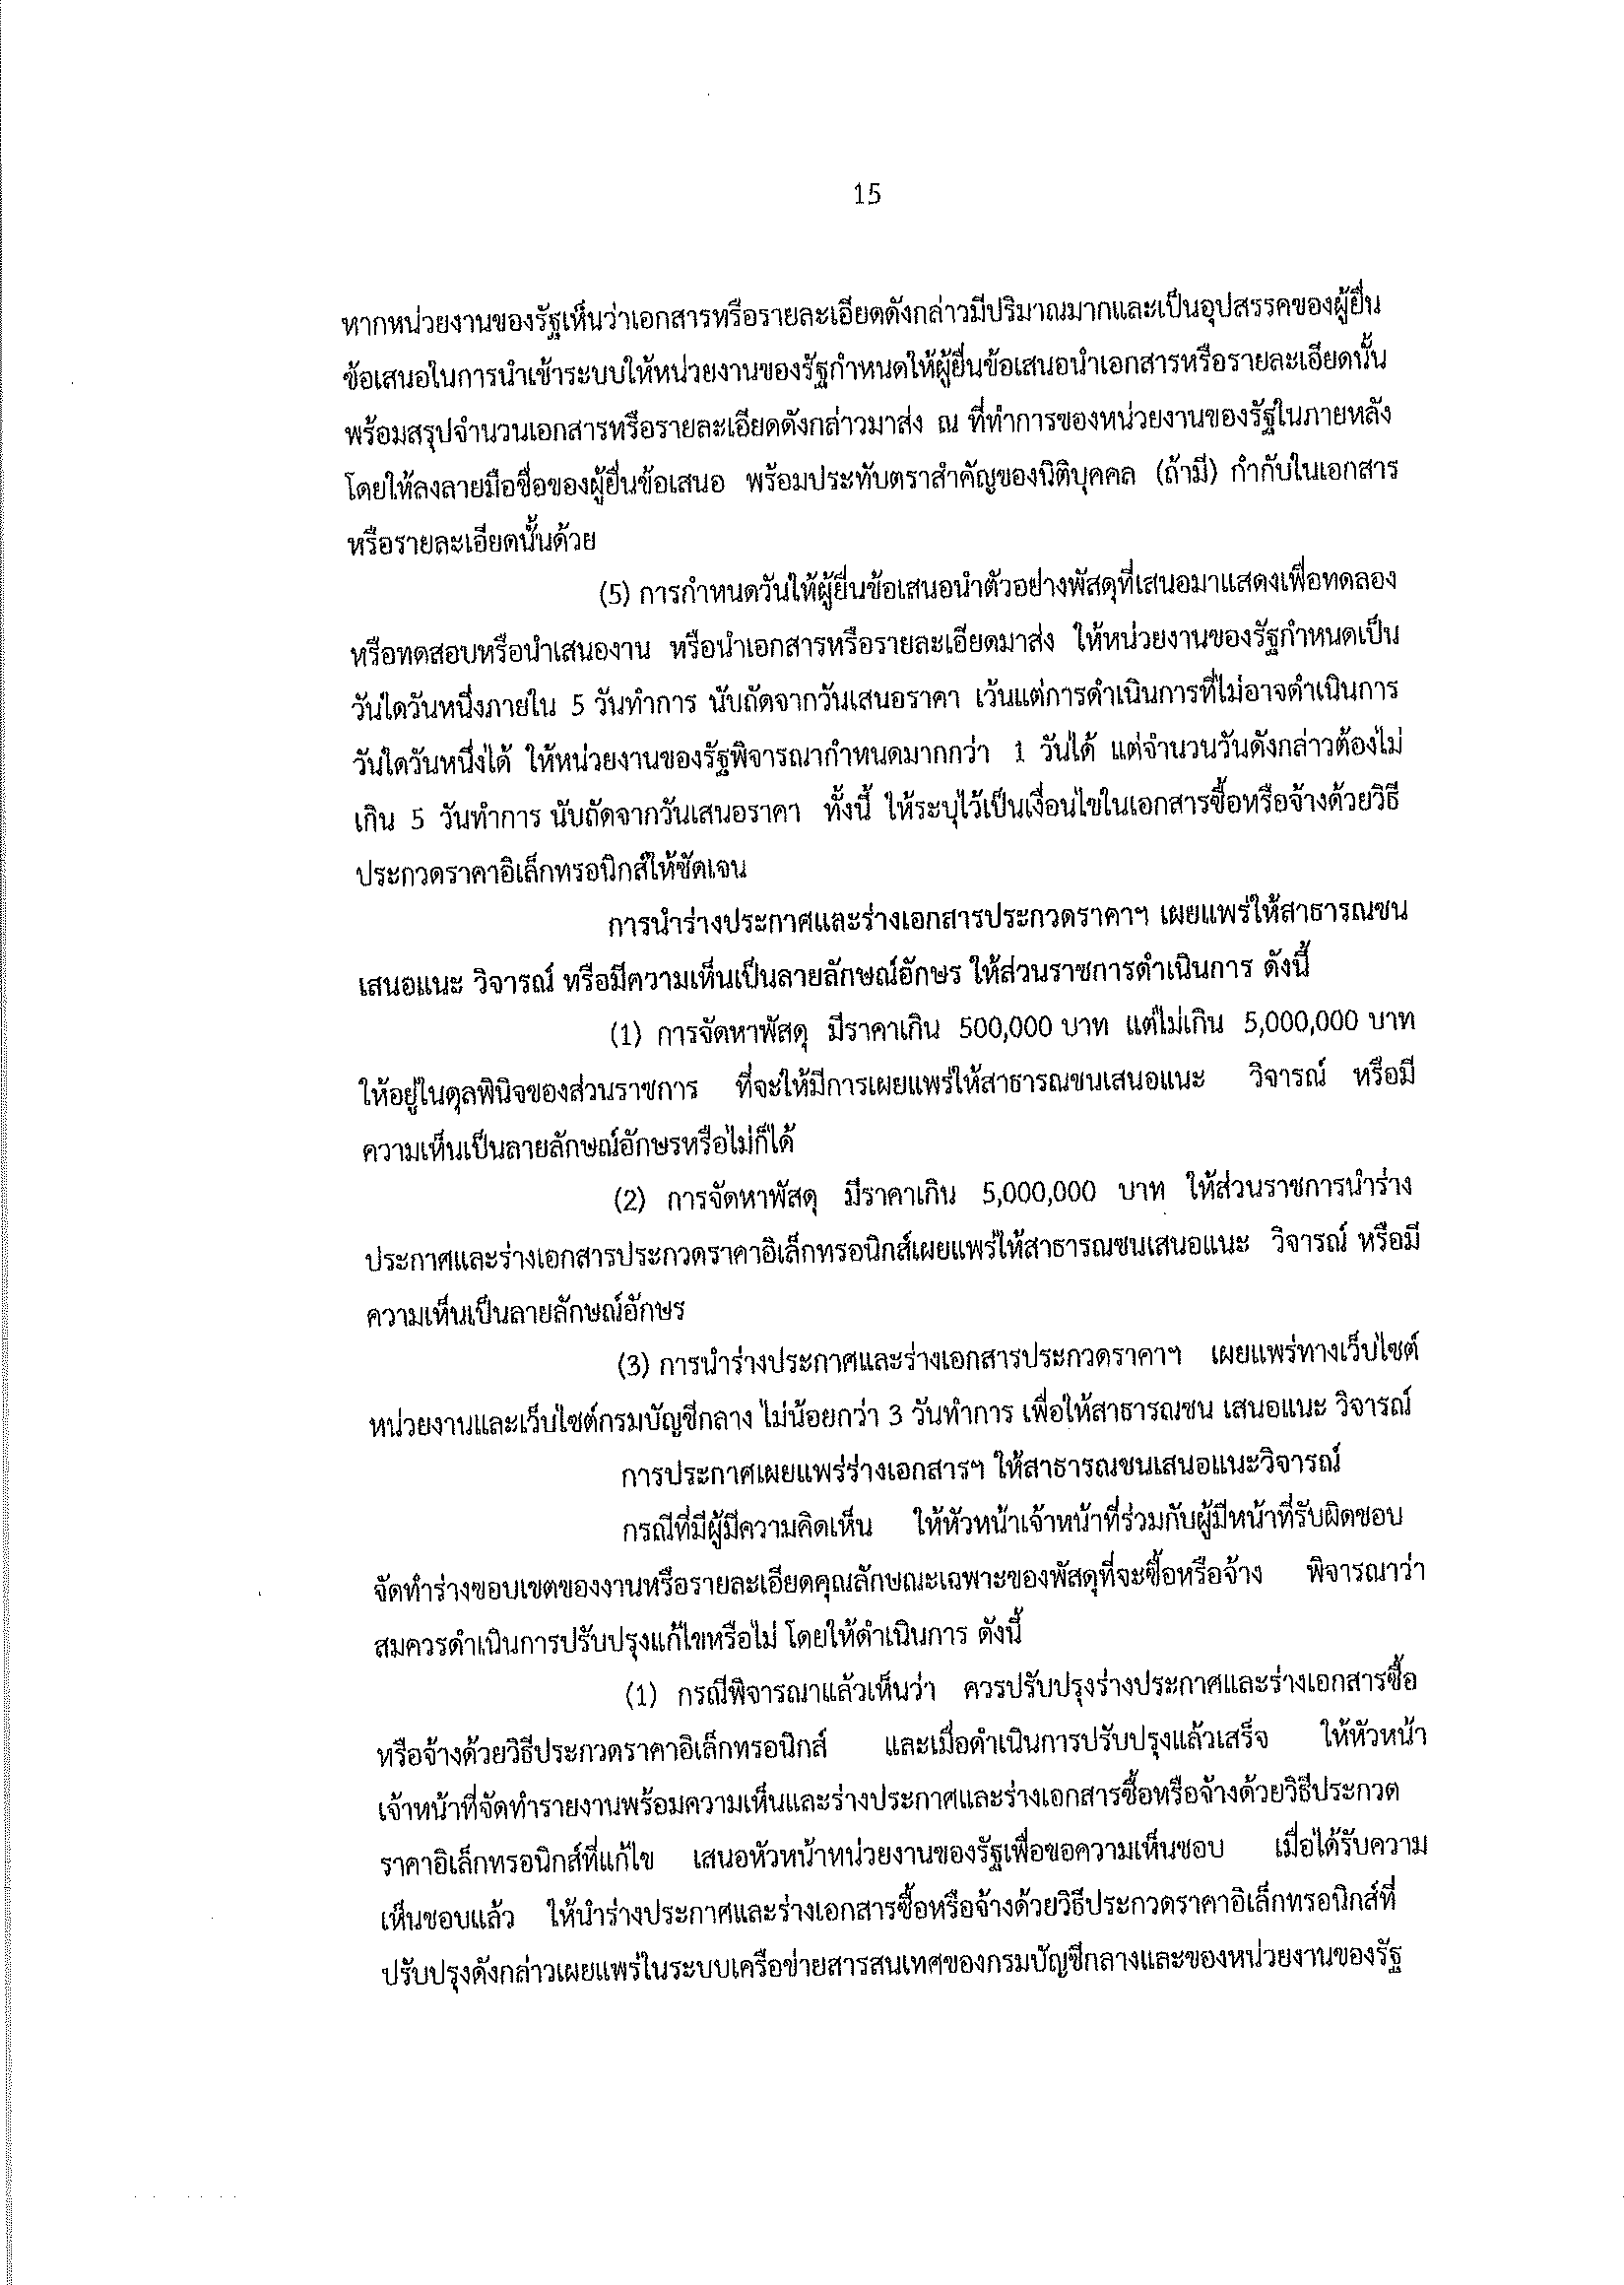 15
หากหน่วยงานของรัฐเห็นว่าเอกสารหรือรายละเอียดดังกล่าวมีปริมาณมากและเป็นอุปสรรคของผู้ยื่น
ข้อเสนอในการนำเข้าระบบให้หน่วยงานของรัฐกำหนดให้ผู้ยื่นข้อเสนอนำเอกสารหรือรายละเอียดนั้น
พร้อมสรุปจำนวนเอกสารหรือรายละเอียดดังกล่าวมาส่ง ณ ที่ทำการของหน่วยงานของรัฐในภายหลัง
โดยให้ลงลายมือชื่อของผู้ยื่นข้อเสนอ พร้อมประทับตราสำคัญของนิติบุคคล (ถ้ามี) กำกับในเอกสาร
หรือรายละเอียดนั้นด้วย
(5) การกำหนดวันให้ผู้ยื่นข้อเสนอนำตัวอย่างพัสดุที่เสนอมาแสดงเพื่อทดลอง
หรือทดสอบหรือนำเสนองาน หรือนำเอกสารหรือรายละเอียดมาส่ง ให้หน่วยงานของรัฐกำหนดเป็น
วันใดวันหนึ่งภายใน 5 วันทำการ นับถัดจากวันเสนอราคา เว้นแต่การดำเนินการที่ไม่อาจดำเนินการ
วันใดวันหนึ่งได้ ให้หน่วยงานของรัฐพิจารณากำหนดมากกว่า 1 วันได้ แต่จำนวนวันดังกล่าวต้องไม่
เกิน 5 วันทำการ นับถัดจากวันเสนอราคา ทั้งนี้ ให้ระบุไว้เป็นเงื่อนไขในเอกสารซื้อหรือจ้างด้วยวิธี
ประกวดราคาอิเล็กทรอนิกส์ให้ชัดเจน
การนำร่างประกาศและร่างเอกสารประกวดราคาฯ เผยแพร่ให้สาธารณชน
เสนอแนะ วิจารณ์ หรือมีความเห็นเป็นลายลักษณ์อักษร ให้ส่วนราชการดำเนินการ ดังนี้
(1) การจัดหาพัสดุ มีราคาเกิน 500,000 บาท แต่ไม่เกิน 5,000,000 บาท
ให้อยู่ในดุลพินิจของส่วนราชการ ที่จะให้มีการเผยแพร่ให้สาธารณชนเสนอแนะ วิจารณ์ หรือมี
ความเห็นเป็นลายลักษณ์อักษรหรือไม่ก็ได้
(2) การจัดหาพัสดุ มีราคาเกิน 5,000,000 บาท ให้ส่วนราชการนำร่าง
ประกาศและร่างเอกสารประกวดราคาอิเล็กทรอนิกส์เผยแพร่ให้สาธารณชนเสนอแนะ วิจารณ์ หรือมี
ความเห็นเป็นลายลักษณ์อักษร
(3) การนำร่างประกาศและร่างเอกสารประกวดราคาฯ เผยแพร่ทางเว็บไซต์
หน่วยงานและเว็บไซต์กรมบัญชีกลาง ไม่น้อยกว่า 3 วันทำการ เพื่อให้สาธารณชน เสนอแนะ วิจารณ์
การประกาศเผยแพร่ร่างเอกสารฯ ให้สาธารณชนเสนอแนะวิจารณ์
กรณีที่มีผู้มีความคิดเห็น ให้หัวหน้าเจ้าหน้าที่ร่วมกับผู้มีหน้าที่รับผิดชอบ
จัดทำร่างขอบเขตของงานหรือรายละเอียดคุณลักษณะเฉพาะของพัสดุที่จะซื้อหรือจ้าง พิจารณาว่า
สมควรดำเนินการปรับปรุงแก้ไขหรือไม่ โดยให้ดำเนินการ ดังนี้
(1) กรณีพิจารณาแล้วเห็นว่า ควรปรับปรุงร่างประกาศและร่างเอกสารซื้อ
หรือจ้างด้วยวิธีประกวดราคาอิเล็กทรอนิกส์ และเมื่อดำเนินการปรับปรุงแล้วเสร็จ ให้หัวหน้า
เจ้าหน้าที่จัดทำรายงานพร้อมความเห็นและร่างประกาศและร่างเอกสารซื้อหรือจ้างด้วยวิธีประกวด
ราคาอิเล็กทรอนิกส์ที่แก้ไข เสนอหัวหน้าหน่วยงานของรัฐเพื่อขอความเห็นชอบ เมื่อได้รับความ
เห็นชอบแล้ว ให้นำร่างประกาศและร่างเอกสารซื้อหรือจ้างด้วยวิธีประกวดราคาอิเล็กทรอนิกส์ที่
ปรับปรุงดังกล่าวเผยแพร่ในระบบเครือข่ายสารสนเทศของกรมบัญชีกลางและของหน่วยงานของรัฐ